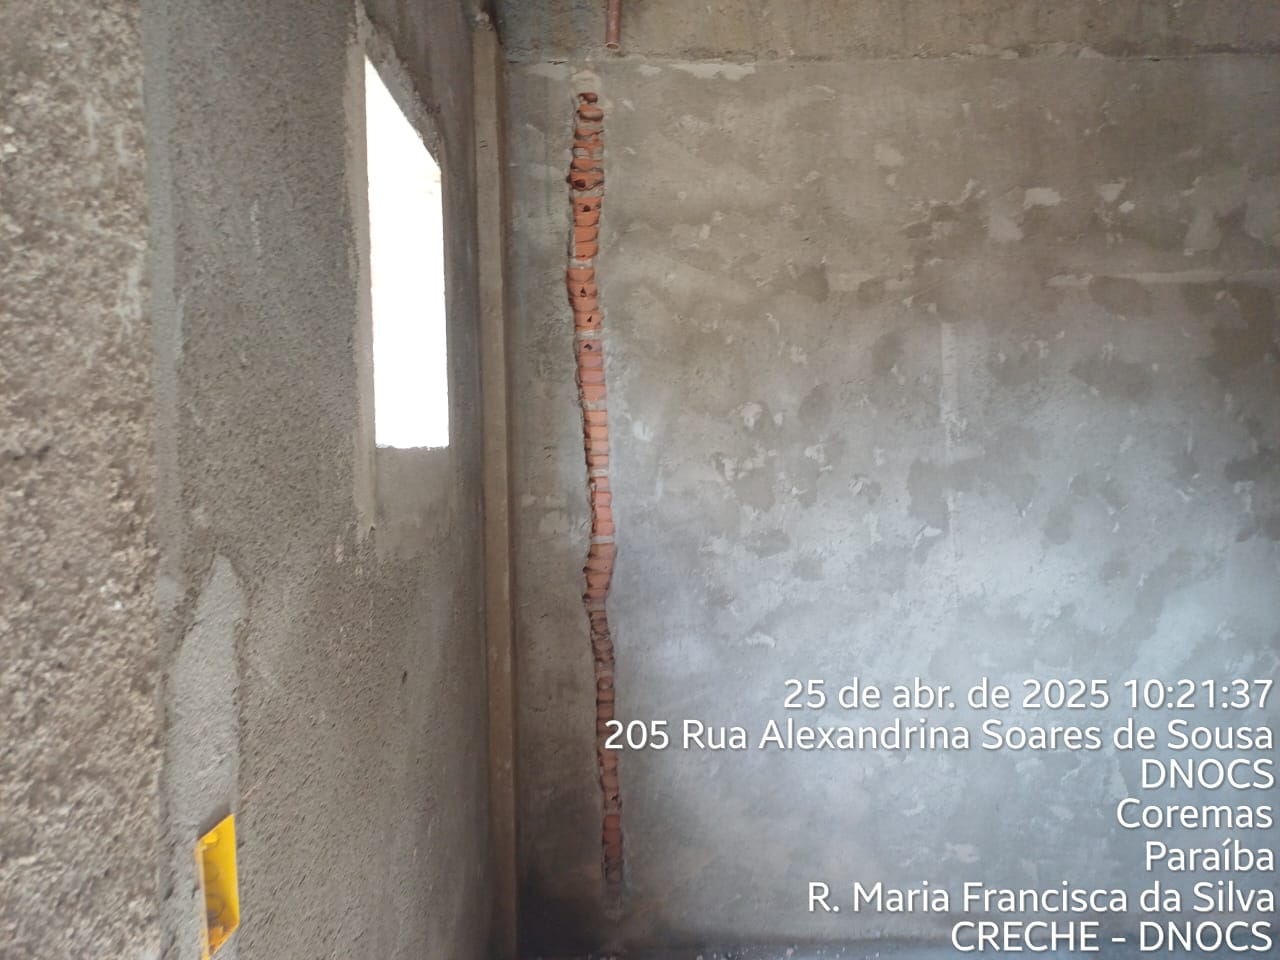 25 de abr. de 2025 10:21:37
205 Rua Alexandrina Soares de Sousa
DNOCS
Coremas
Paraíba
R. Maria Francisca da Silva
CRECHE - DNOCS